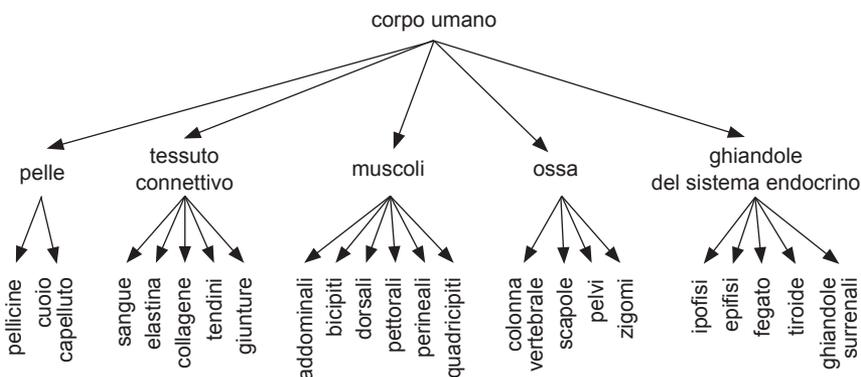 corpo umano
pelle
tessuto
connettivo
muscoli
ossa
ghiandole
del sistema endocrino
pellicine
cuoio
capelluto
sangue
elastina
collagene
tendini
giunture
addominali
bicipiti
dorsali
pettorali
perineali
quadricipiti
colonna
vertebrale
scapole
pelvi
zigomi
ipofisi
epifisi
fegato
tiroide
ghiandole
surrenali